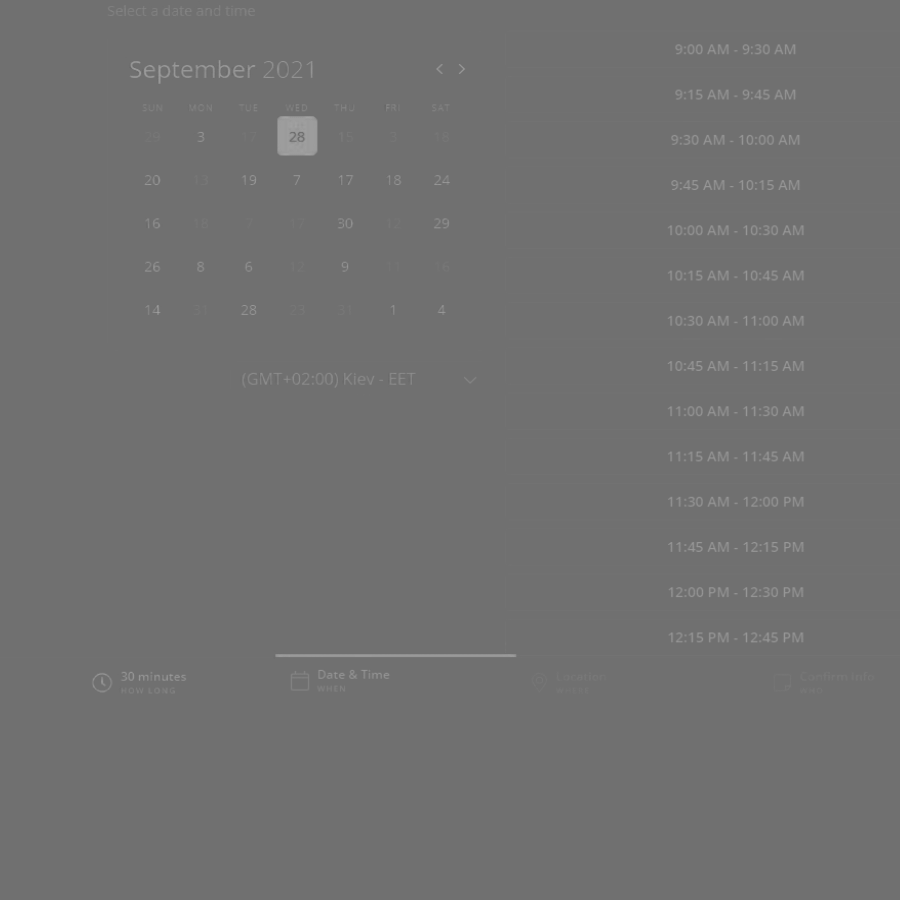 Select a date and time
September 2021
SUN MON TUE WED THU FRI SAT
29 3 17 28 15 3 13
20 13 19 7 17 18 24
16 18 7 17 30 12 29
26 8 6 12 9 11 16
14 31 28 23 31 1 4
(GMT+02:00) Kiev - EET
9:00 AM - 9:30 AM
9:15 AM - 9:45 AM
9:30 AM - 10:00 AM
9:45 AM - 10:15 AM
10:00 AM - 10:30 AM
10:15 AM - 10:45 AM
10:30 AM - 11:00 AM
10:45 AM - 11:15 AM
11:00 AM - 11:30 AM
11:15 AM - 11:45 AM
11:30 AM - 12:00 PM
11:45 AM - 12:15 PM
12:00 PM - 12:30 PM
12:15 PM - 12:45 PM
30 minutes
HOW LONG
Date & Time
WHEN
Location
WHERE
Confirm Info
WHO